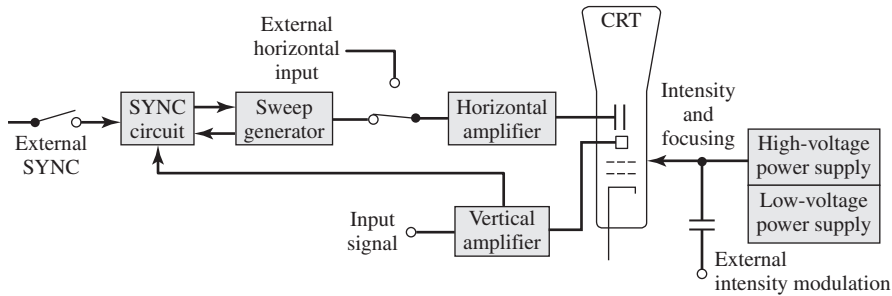 External
horizontal
input
CRT
SYNC
circuit
Sweep
generator
Horizontal
amplifier
Intensity
and
focusing
External
SYNC
High-voltage
power supply
Low-voltage
power supply
Input
signal
Vertical
amplifier
External
intensity modulation